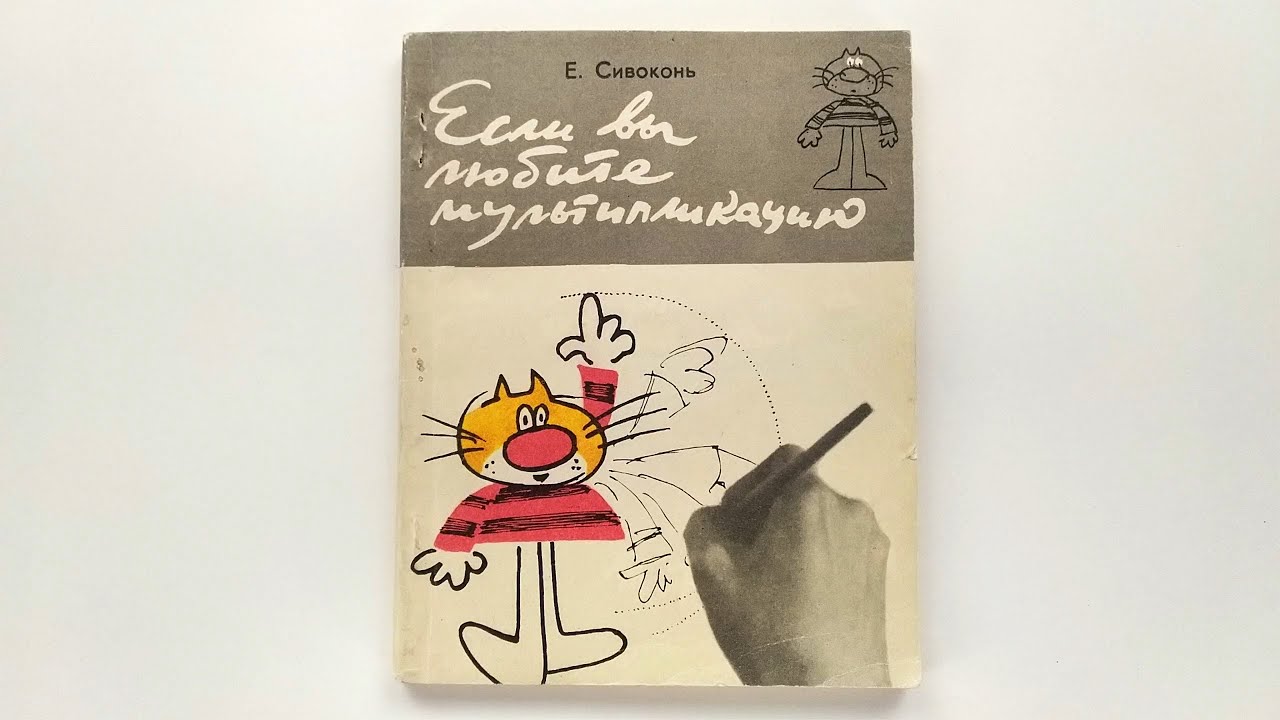 Е. Сивоконь
Если вы
любите
мультипликацию